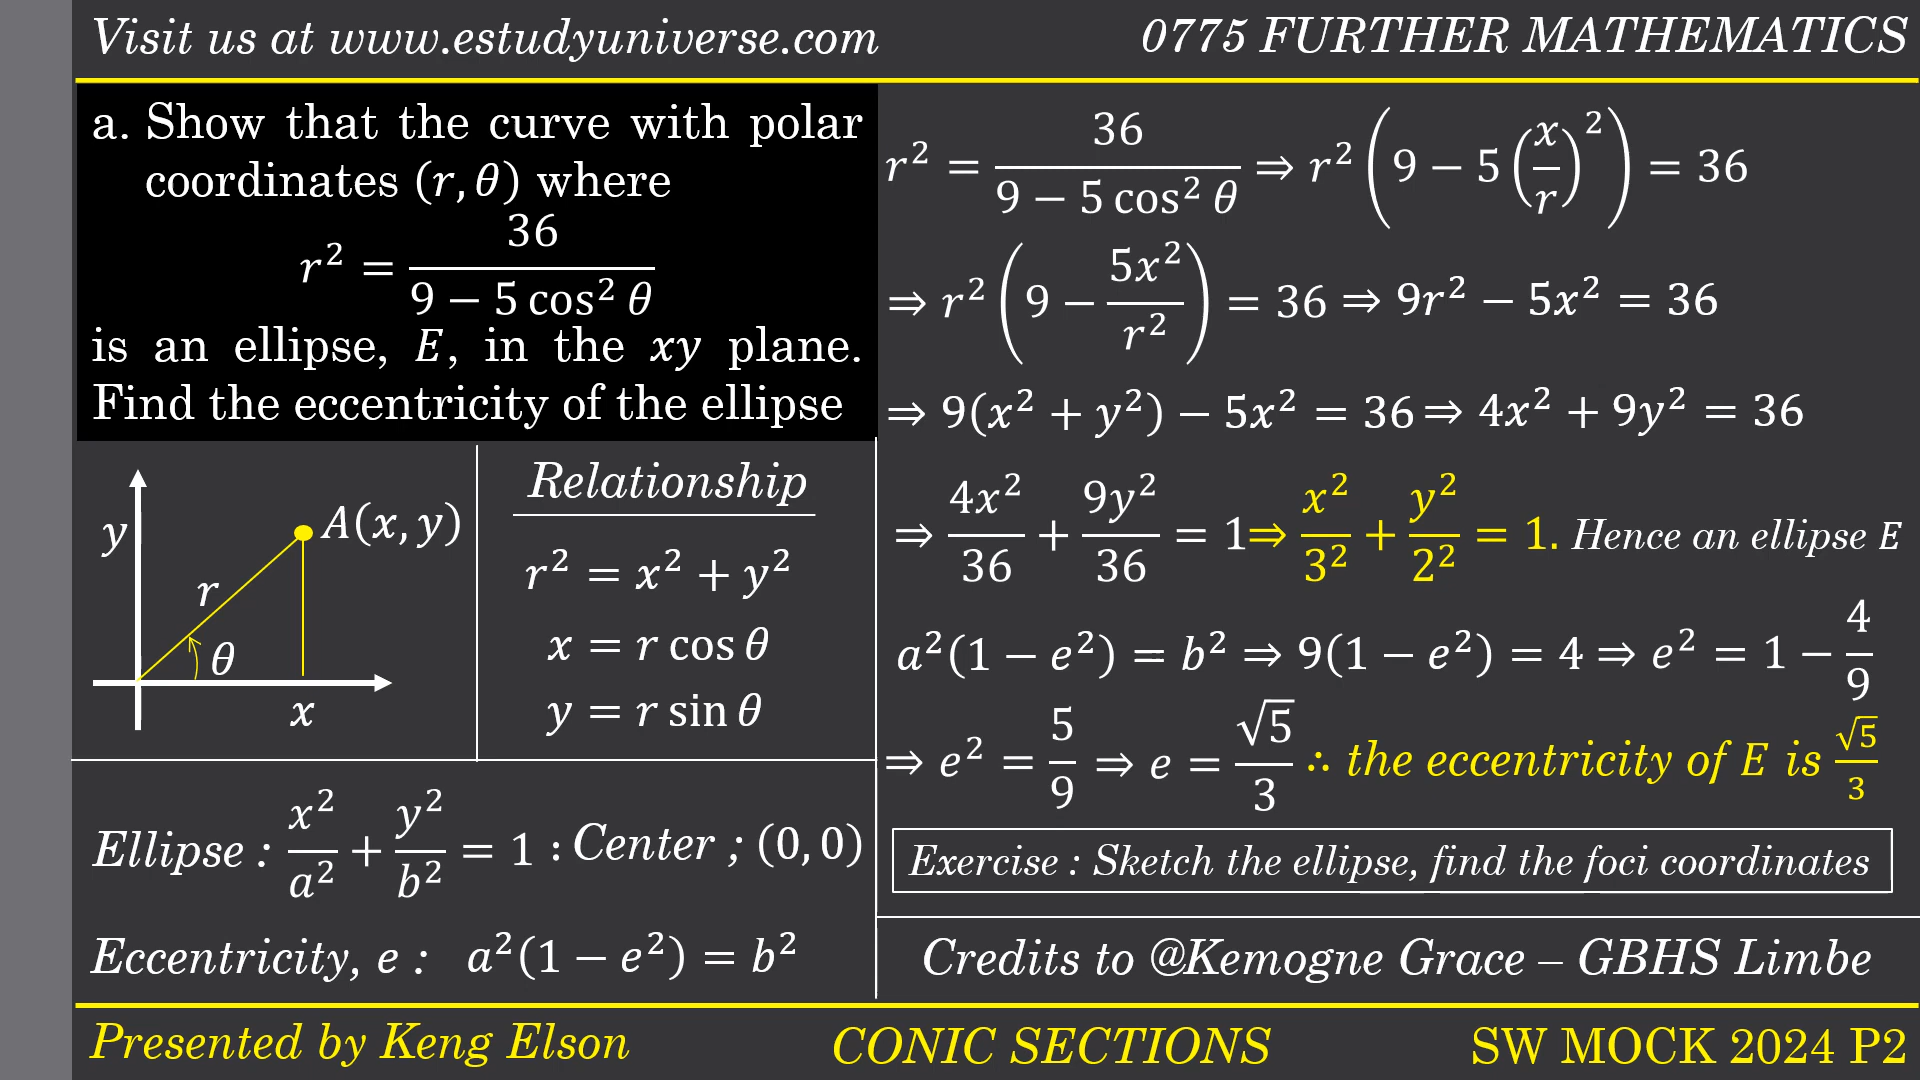 Visit us at www.estudyuniverse.com
0775 FURTHER MATHEMATICS
a. Show that the curve with polar
coordinates (r, θ) where
r² = 36 / (9 − 5 cos² θ)
is an ellipse, E, in the xy plane.
Find the eccentricity of the ellipse
y
A(x, y)
r
θ
x
Relationship
r² = x² + y²
x = r cos θ
y = r sin θ
Ellipse : x²/a² + y²/b² = 1 : Center ; (0, 0)
Eccentricity, e : a²(1 − e²) = b²
r² = 36 / (9 − 5 cos² θ) ⇒ r² (9 − 5 (x/r)²) = 36
⇒ r² (9 − 5x²/r²) = 36 ⇒ 9r² − 5x² = 36
⇒ 9(x² + y²) − 5x² = 36 ⇒ 4x² + 9y² = 36
⇒ 4x²/36 + 9y²/36 = 1 ⇒ x²/3² + y²/2² = 1. Hence an ellipse E
a²(1 − e²) = b² ⇒ 9(1 − e²) = 4 ⇒ e² = 1 − 4/9
⇒ e² = 5/9 ⇒ e = √5/3 ∴ the eccentricity of E is √5/3
Exercise : Sketch the ellipse, find the foci coordinates
Credits to @Kemogne Grace – GBHS Limbe
Presented by Keng Elson
CONIC SECTIONS
SW MOCK 2024 P2